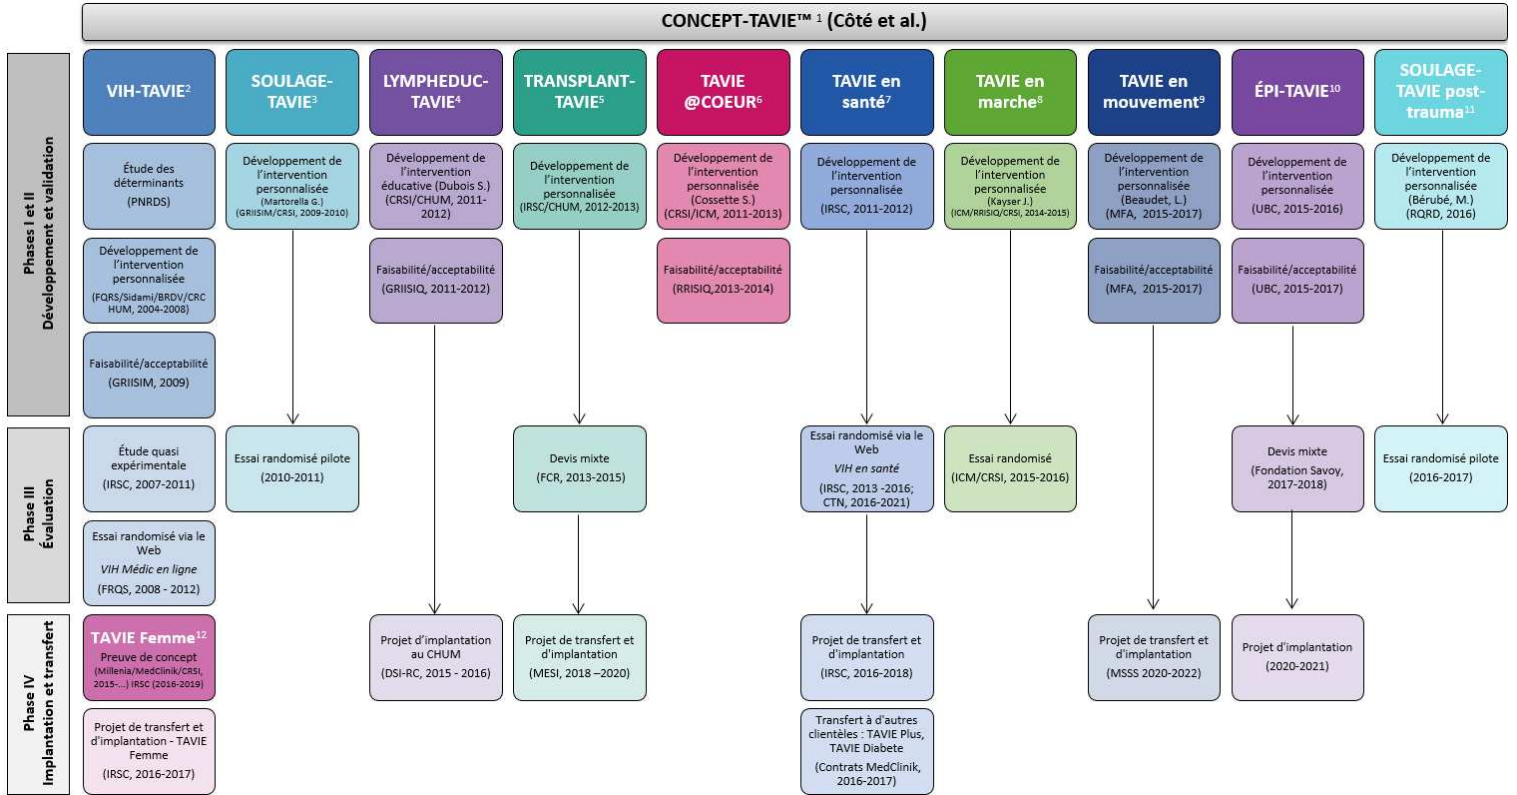 CONCEPT-TAVIE™ 1 (Côté et al.)
Phases I et II
Développement et validation
Phase III
Évaluation
Phase IV
Implantation et transfert
VIH-TAVIE2
Étude des
déterminants
(PNRDS)
Développement de
l'intervention
personnalisée
(FQRS/Sidami/BRDV/CRC
HUM, 2004-2008)
Faisabilité/acceptabilité
(GRIISIM, 2009)
Étude quasi
expérimentale
(IRSC, 2007-2011)
Essai randomisé via le
Web
VIH Médic en ligne
(FRQS, 2008 - 2012)
TAVIE Femme12
Preuve de concept
(Millenia/MedClinik/CRSI,
2015-...) IRSC (2016-2019)
Projet de transfert et
d'implantation - TAVIE
Femme
(IRSC, 2016-2017)
SOULAGE-
TAVIE3
Développement de
l'intervention
personnalisée
(Martorella G.)
(GRIISIM/CRSI, 2009-2010)
Essai randomisé pilote
(2010-2011)
LYMPHEDUC-
TAVIE4
Développement de
l'intervention
éducative (Dubois S.)
(CRSI/CHUM, 2011-
2012)
Faisabilité/acceptabilité
(GRIISIQ, 2011-2012)
Projet d'implantation
au CHUM
(DSI-RC, 2015 - 2016)
TRANSPLANT-
TAVIE5
Développement de
l'intervention
personnalisée
(IRSC/CHUM, 2012-2013)
Devis mixte
(FCR, 2013-2015)
Projet de transfert et
d'implantation
(MESI, 2018 –2020)
TAVIE
@COEUR6
Développement de
l'intervention
personnalisée
(Cossette S.)
(CRSI/ICM, 2011-2013)
Faisabilité/acceptabilité
(RRISIQ,2013-2014)
TAVIE en
santé7
Développement de
l'intervention
personnalisée
(IRSC, 2011-2012)
Essai randomisé via le
Web
VIH en santé
(IRSC, 2013 -2016;
CTN, 2016-2021)
Projet de transfert et
d'implantation
(IRSC, 2016-2018)
Transfert à d'autres
clientèles : TAVIE Plus,
TAVIE Diabete
(Contrats MedClinik,
2016-2017)
TAVIE en
marche8
Développement de
l'intervention
personnalisée
(Kayser J.)
(ICM/RRISIQ/CRSI, 2014-2015)
Essai randomisé
(ICM/CRSI, 2015-2016)
TAVIE en
mouvement9
Développement de
l'intervention
personnalisée
(Beaudet, L.)
(MFA, 2015-2017)
Faisabilité/acceptabilité
(MFA, 2015-2017)
Projet de transfert et
d'implantation
(MSSS 2020-2022)
ÉPI-TAVIE10
Développement de
l'intervention
personnalisée
(UBC, 2015-2016)
Faisabilité/acceptabilité
(UBC, 2015-2017)
Devis mixte
(Fondation Savoy,
2017-2018)
Projet d'implantation
(2020-2021)
SOULAGE-
TAVIE post-
trauma11
Développement de
l'intervention
personnalisée
(Bérubé, M.)
(RQRD, 2016)
Essai randomisé pilote
(2016-2017)